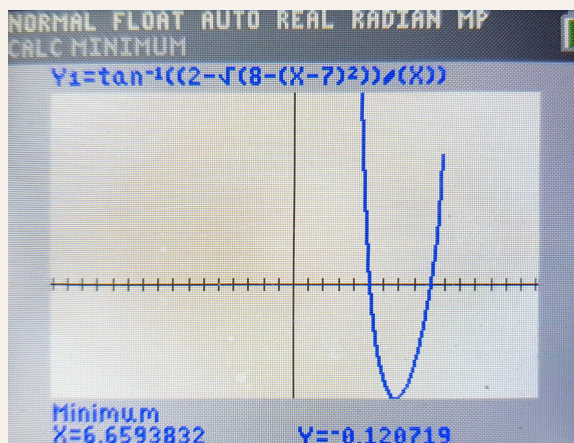 NORMAL FLOAT AUTO REAL RADIAN MP
CALC MINIMUM
Y₁=tan⁻¹((2-√(8-(X-7)²))/(X))
Minimum
X=6.6593832 Y=-0.120719